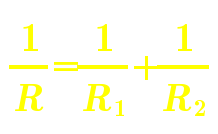 1/R = 1/R₁ + 1/R₂